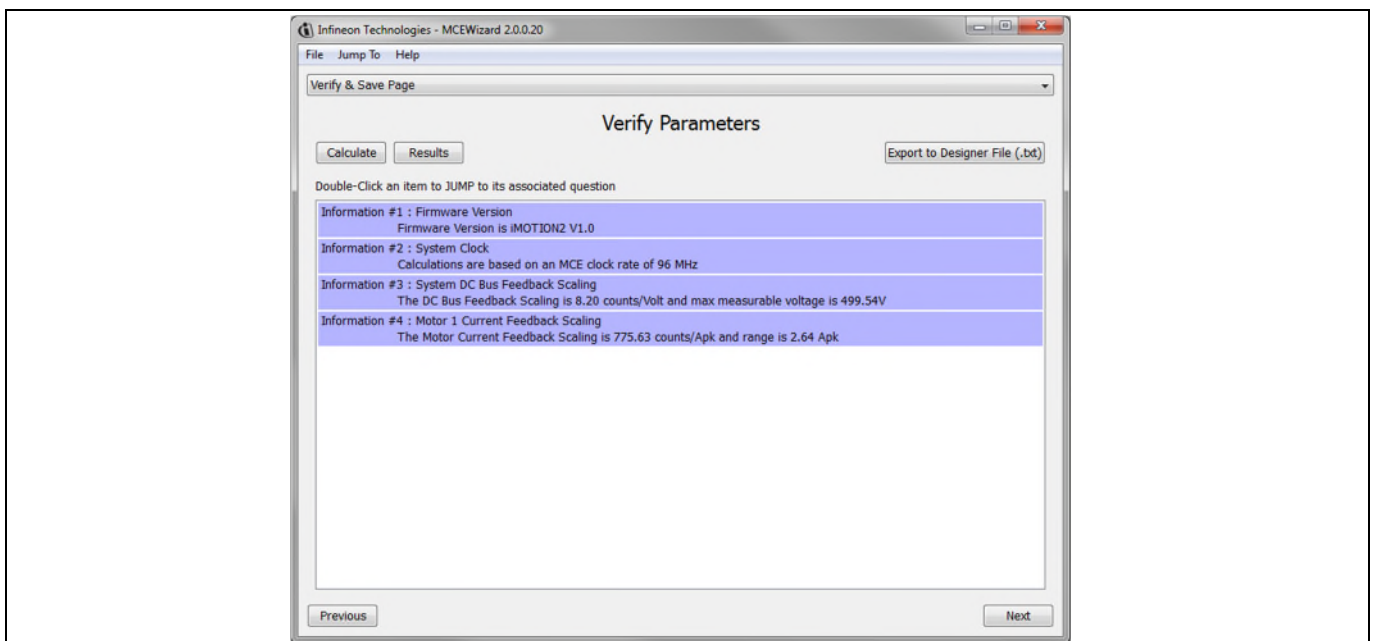 Infineon Technologies - MCEWizard 2.0.0.20
File Jump To Help
Verify & Save Page
Verify Parameters
Calculate Results Export to Designer File (.txt)
Double-Click an item to JUMP to its associated question
Information #1 : Firmware Version
Firmware Version is iMOTION2 V1.0
Information #2 : System Clock
Calculations are based on an MCE clock rate of 96 MHz
Information #3 : System DC Bus Feedback Scaling
The DC Bus Feedback Scaling is 8.20 counts/Volt and max measurable voltage is 499.54V
Information #4 : Motor 1 Current Feedback Scaling
The Motor Current Feedback Scaling is 775.63 counts/Apk and range is 2.64 Apk
Previous Next